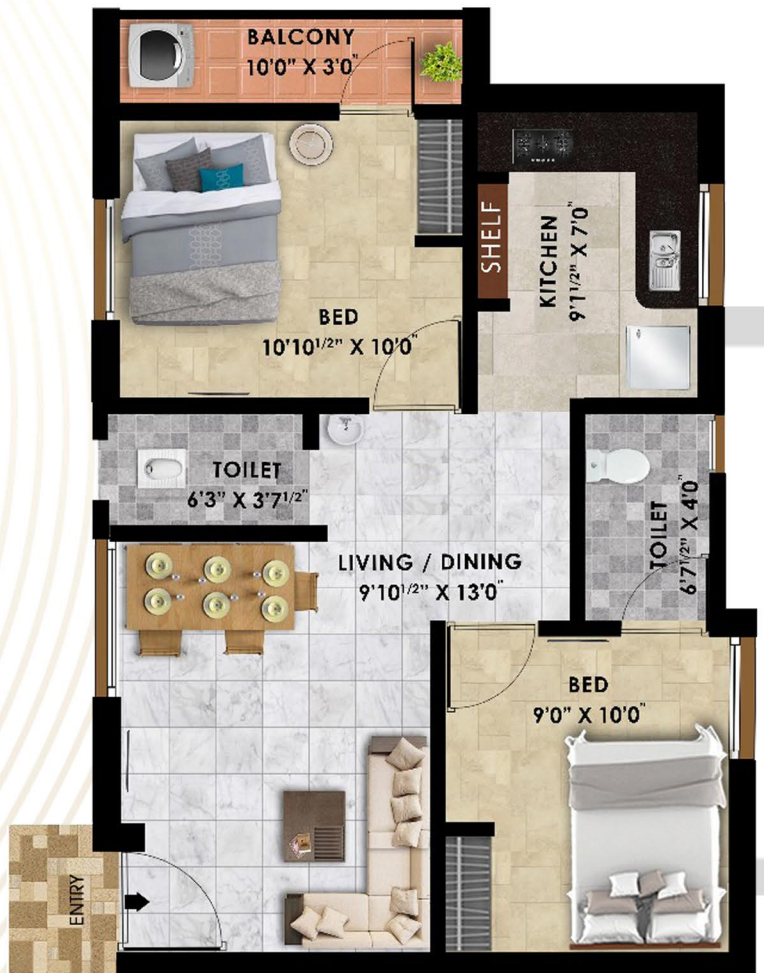 BALCONY
10'0" X 3'0"
BED
10'10 1/2" X 10'0"
SHELF
KITCHEN
9'1 1/2" X 7'0"
TOILET
6'3" X 3'7 1/2"
LIVING / DINING
9'10 1/2" X 13'0"
TOILET
6'7 1/2" X 4'0"
BED
9'0" X 10'0"
ENTRY